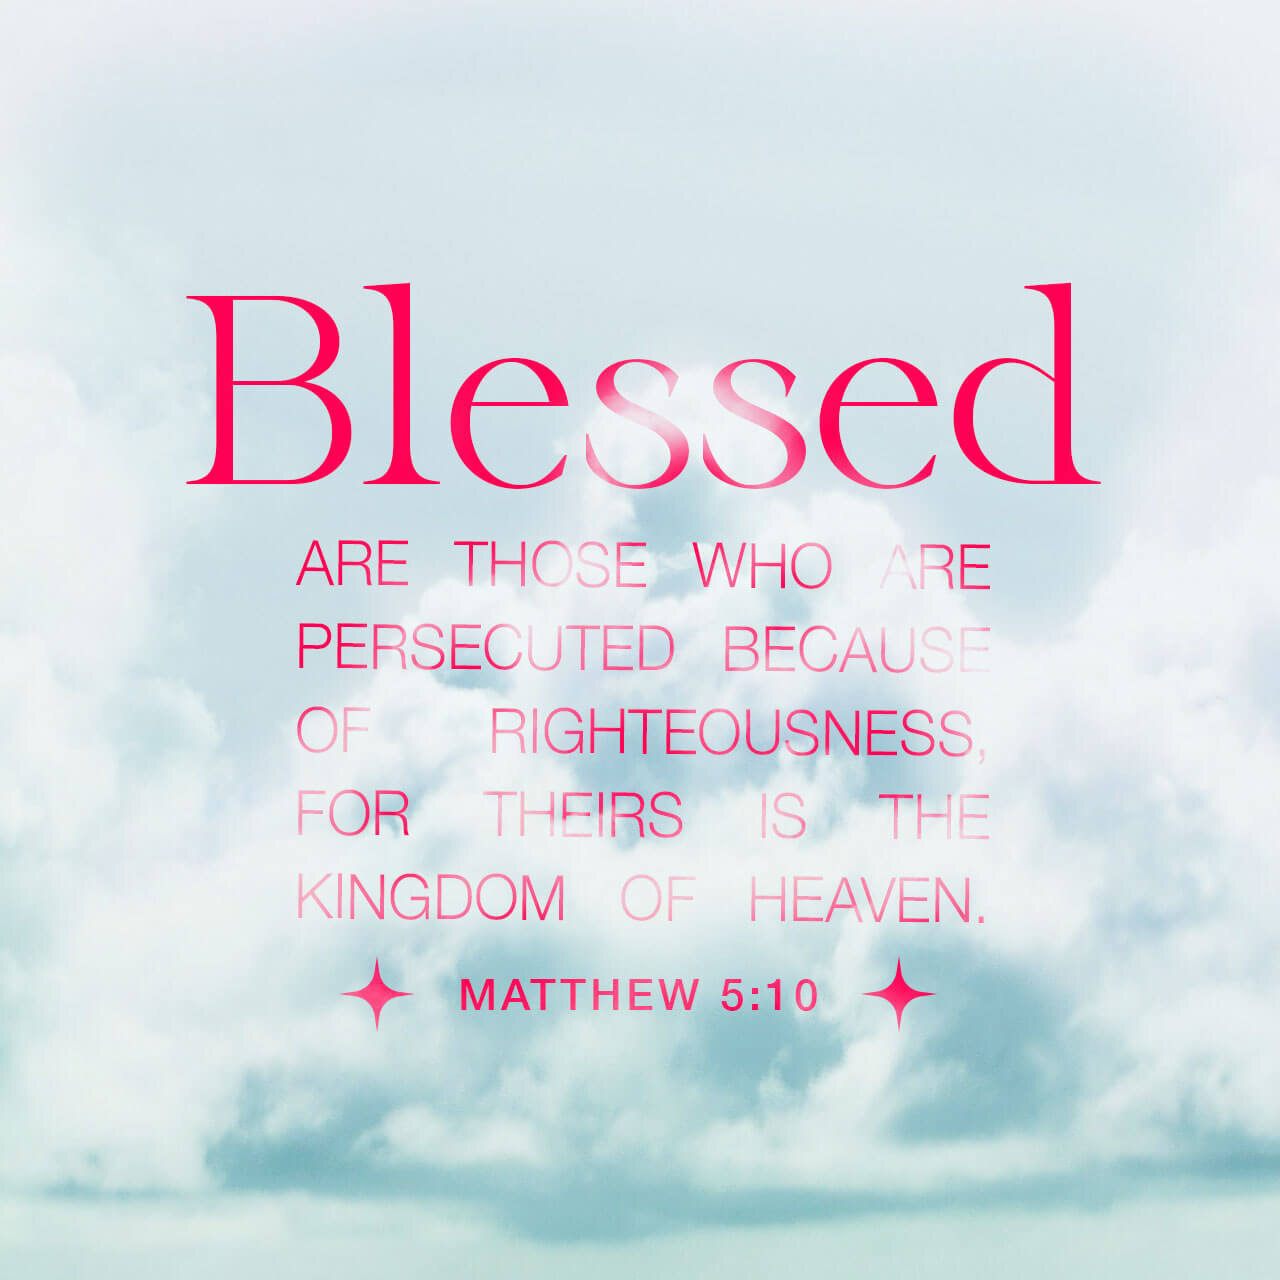 Blessed
ARE THOSE WHO ARE
PERSECUTED BECAUSE
OF RIGHTEOUSNESS,
FOR THEIRS IS THE
KINGDOM OF HEAVEN.
MATTHEW 5:10